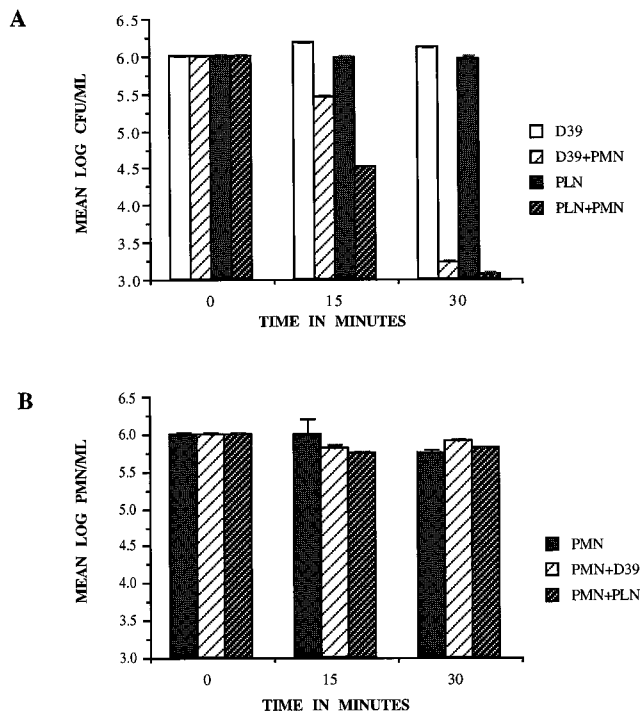 A
MEAN LOG CFU/ML
6.5
6.0
5.5
5.0
4.5
4.0
3.5
3.0
0
15
30
TIME IN MINUTES
D39
D39+PMN
PLN
PLN+PMN
B
MEAN LOG PMN/ML
6.5
6.0
5.5
5.0
4.5
4.0
3.5
3.0
0
15
30
TIME IN MINUTES
PMN
PMN+D39
PMN+PLN